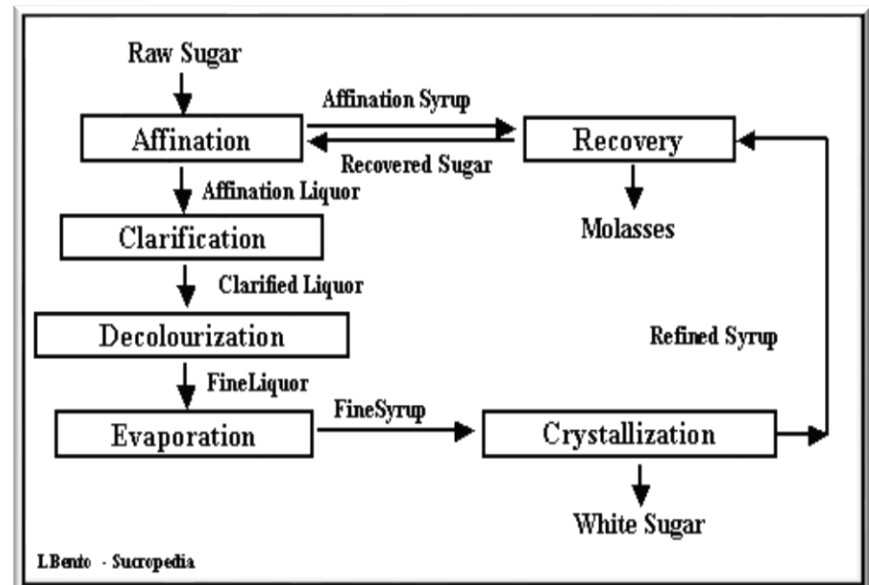 Raw Sugar
Affination Syrup
Affination
Recovery
Recovered Sugar
Affination Liquor
Molasses
Clarification
Clarified Liquor
Decolourization
Refined Syrup
FineLiquor
FineSyrup
Evaporation
Crystallization
White Sugar
LBento - Sucropedia